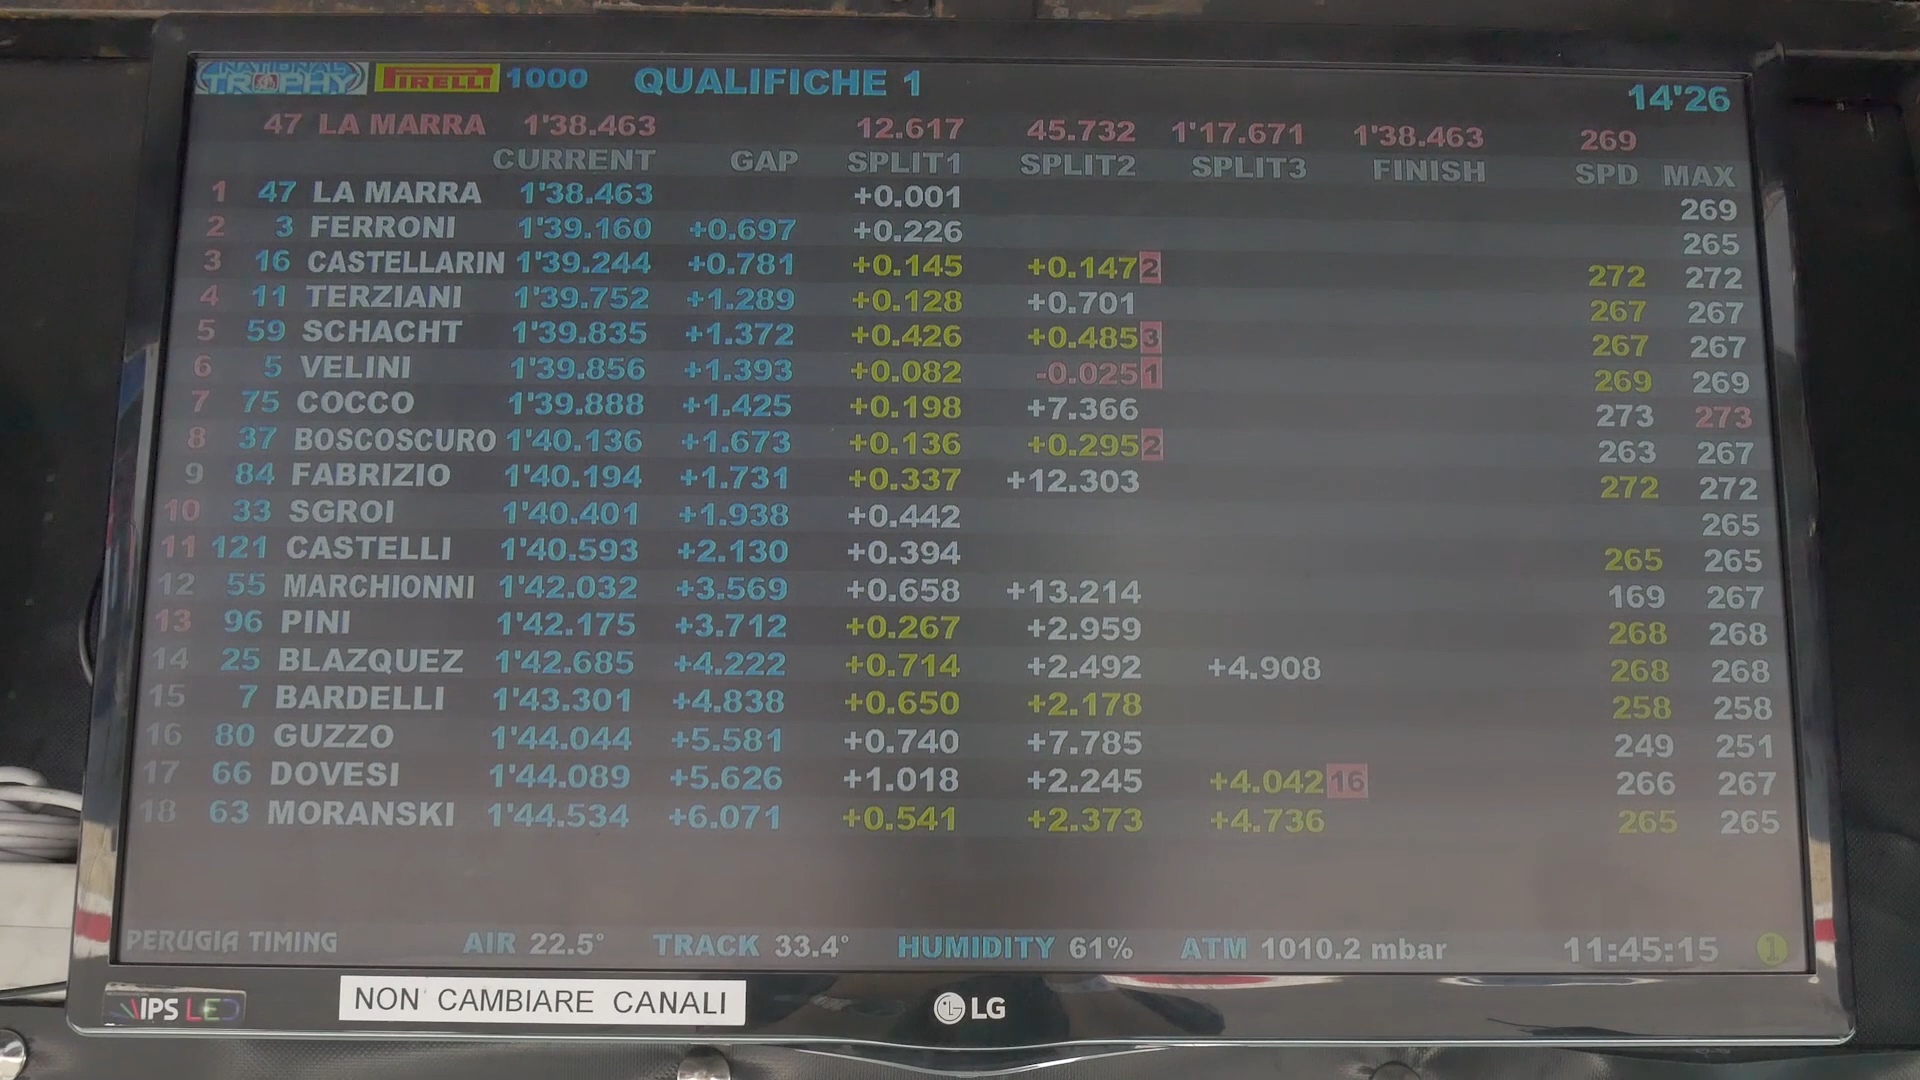 NATIONAL TROPHY PIRELLI 1000 QUALIFICHE 1 14'26
47 LA MARRA 1'38.463 12.617 45.732 1'17.671 1'38.463 269
CURRENT GAP SPLIT1 SPLIT2 SPLIT3 FINISH SPD MAX
1 47 LA MARRA 1'38.463 +0.001 269
2 3 FERRONI 1'39.160 +0.697 +0.226 265
3 16 CASTELLARIN 1'39.244 +0.781 +0.145 +0.147 2 272 272
4 11 TERZIANI 1'39.752 +1.289 +0.128 +0.701 267 267
5 59 SCHACHT 1'39.835 +1.372 +0.426 +0.485 3 267 267
6 5 VELINI 1'39.856 +1.393 +0.082 -0.025 1 269 269
7 75 COCCO 1'39.888 +1.425 +0.198 +7.366 273 273
8 37 BOSCOSCURO 1'40.136 +1.673 +0.136 +0.295 2 263 267
9 84 FABRIZIO 1'40.194 +1.731 +0.337 +12.303 272 272
10 33 SGROI 1'40.401 +1.938 +0.442 265
11 121 CASTELLI 1'40.593 +2.130 +0.394 265 265
12 55 MARCHIONNI 1'42.032 +3.569 +0.658 +13.214 169 267
13 96 PINI 1'42.175 +3.712 +0.267 +2.959 268 268
14 25 BLAZQUEZ 1'42.685 +4.222 +0.714 +2.492 +4.908 268 268
15 7 BARDELLI 1'43.301 +4.838 +0.650 +2.178 258 258
16 80 GUZZO 1'44.044 +5.581 +0.740 +7.785 249 251
17 66 DOVESI 1'44.089 +5.626 +1.018 +2.245 +4.042 16 266 267
18 63 MORANSKI 1'44.534 +6.071 +0.541 +2.373 +4.736 265 265
PERUGIA TIMING AIR 22.5° TRACK 33.4° HUMIDITY 61% ATM 1010.2 mbar 11:45:15 1
IPS LED NON CAMBIARE CANALI LG